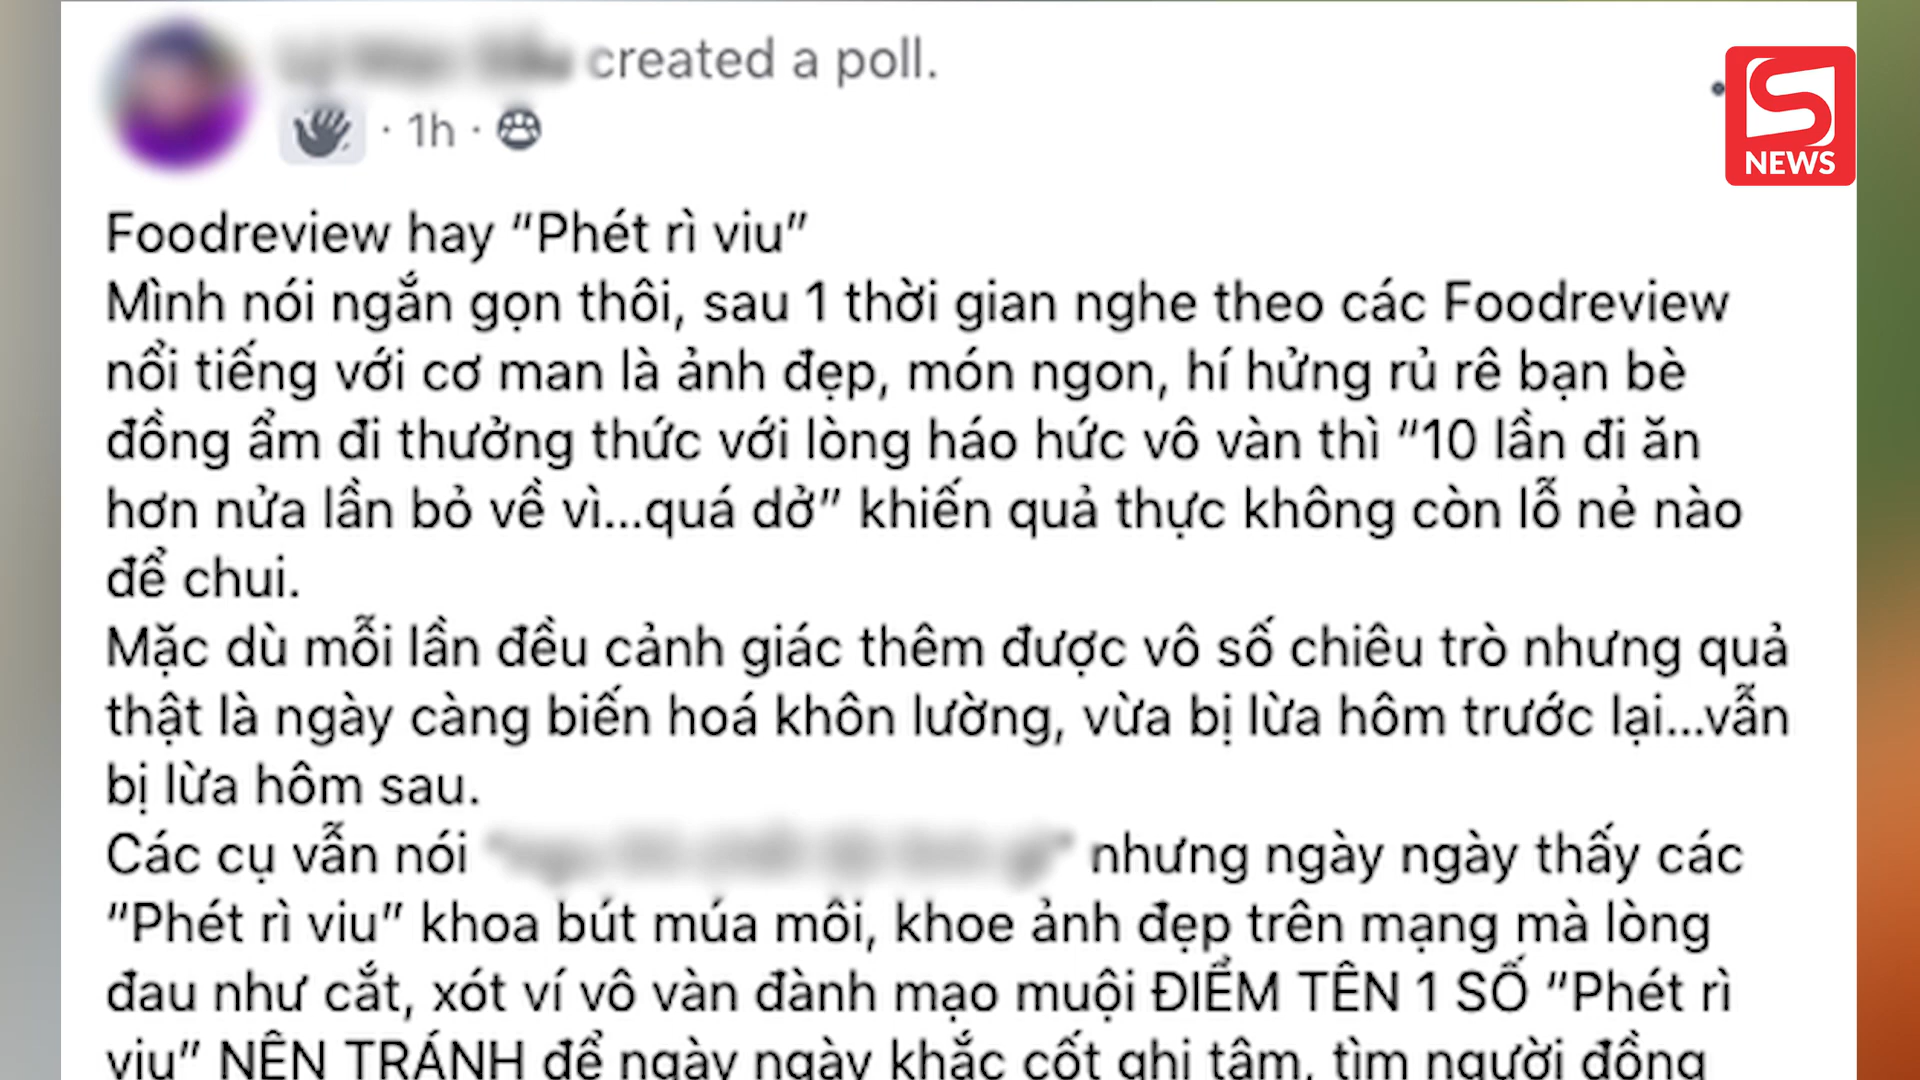 created a poll.
· 1h ·
NEWS
Foodreview hay “Phét rì viu”
Mình nói ngắn gọn thôi, sau 1 thời gian nghe theo các Foodreview
nổi tiếng với cơ man là ảnh đẹp, món ngon, hí hửng rủ rê bạn bè
đồng ẩm đi thưởng thức với lòng háo hức vô vàn thì “10 lần đi ăn
hơn nửa lần bỏ về vì...quá dở” khiến quả thực không còn lỗ nẻ nào
để chui.
Mặc dù mỗi lần đều cảnh giác thêm được vô số chiêu trò nhưng quả
thật là ngày càng biến hoá khôn lường, vừa bị lừa hôm trước lại...vẫn
bị lừa hôm sau.
Các cụ vẫn nói nhưng ngày ngày thấy các
“Phét rì viu” khoa bút múa môi, khoe ảnh đẹp trên mạng mà lòng
đau như cắt, xót ví vô vàn đành mạo muội ĐIỂM TÊN 1 SỐ “Phét rì
viu” NÊN TRÁNH để ngày ngày khắc cốt ghi tâm, tìm người đồng